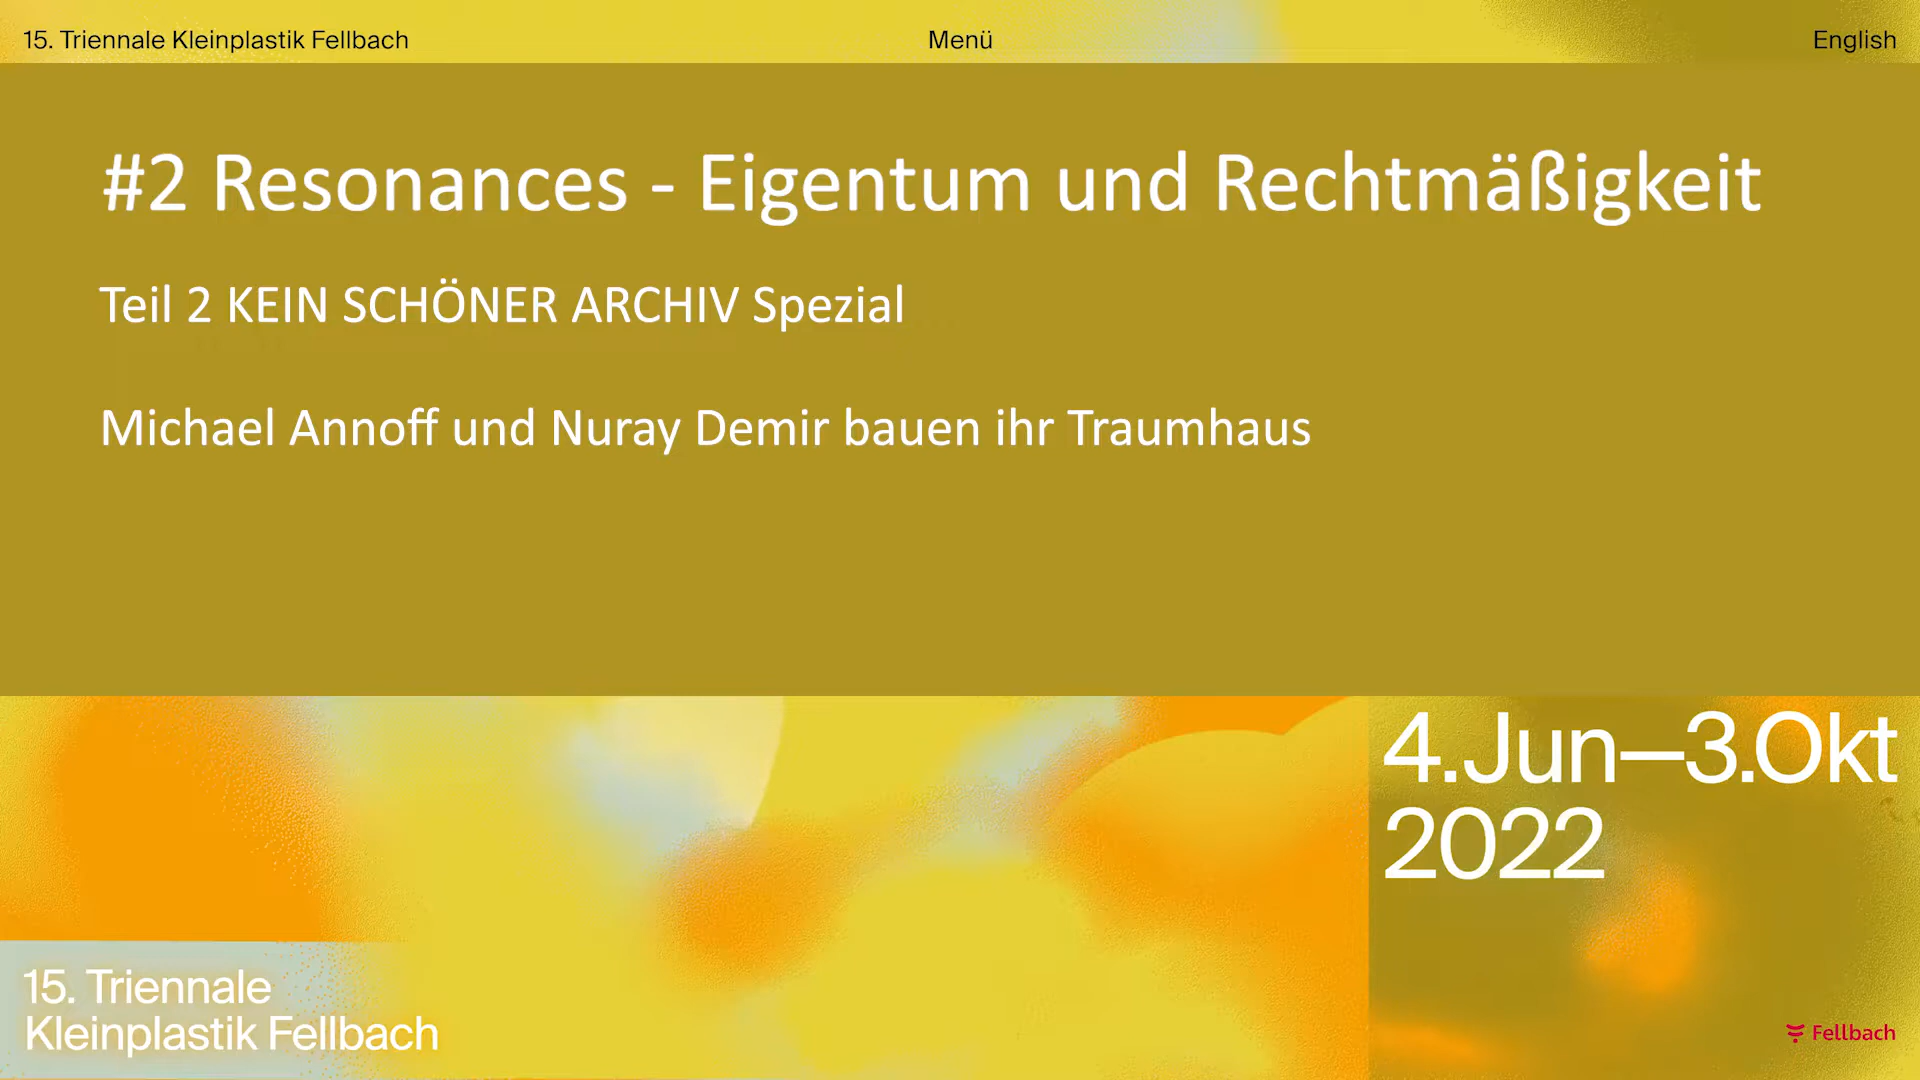 15. Triennale Kleinplastik Fellbach
Menü
English
#2 Resonances - Eigentum und Rechtmäßigkeit
Teil 2 KEIN SCHÖNER ARCHIV Spezial
Michael Annoff und Nuray Demir bauen ihr Traumhaus
4.Jun—3.Okt
2022
15. Triennale
Kleinplastik Fellbach
Fellbach